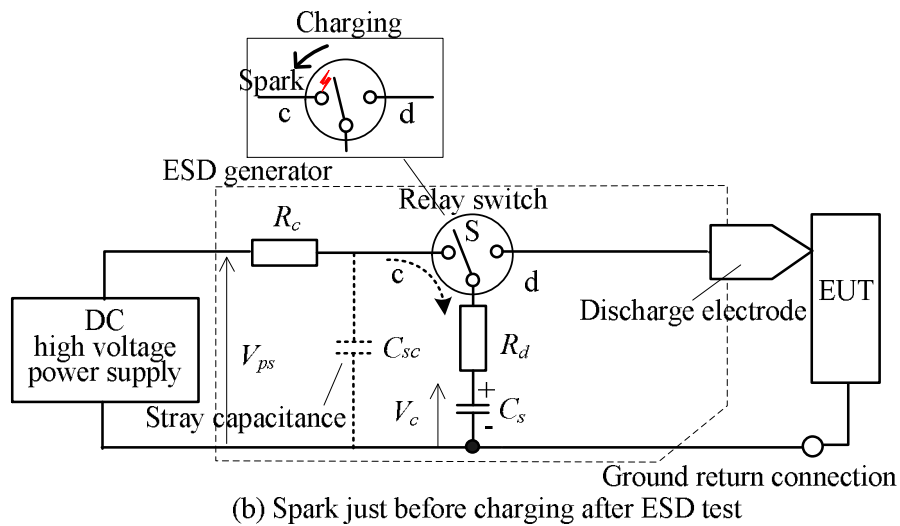 Charging
Spark
c
d
ESD generator
Relay switch
Rc
S
c
d
Discharge electrode
EUT
DC
high voltage
power supply
Vps
Csc
Rd
Stray capacitance
Vc
+
Cs
-
Ground return connection
(b) Spark just before charging after ESD test